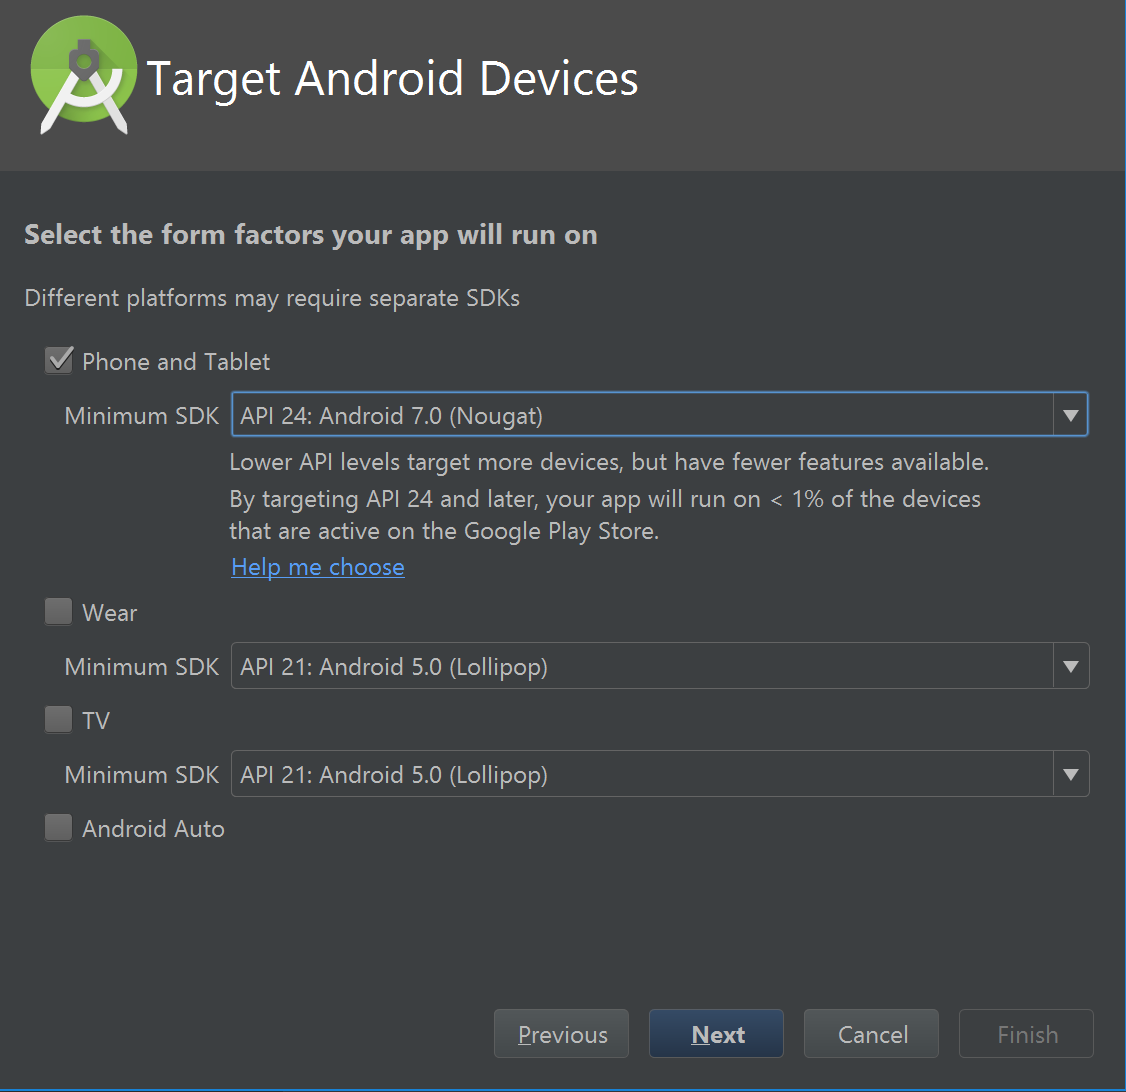 Target Android Devices
Select the form factors your app will run on
Different platforms may require separate SDKs
Phone and Tablet
Minimum SDK API 24: Android 7.0 (Nougat)
Lower API levels target more devices, but have fewer features available.
By targeting API 24 and later, your app will run on < 1% of the devices
that are active on the Google Play Store.
Help me choose
Wear
Minimum SDK API 21: Android 5.0 (Lollipop)
TV
Minimum SDK API 21: Android 5.0 (Lollipop)
Android Auto
Previous Next Cancel Finish